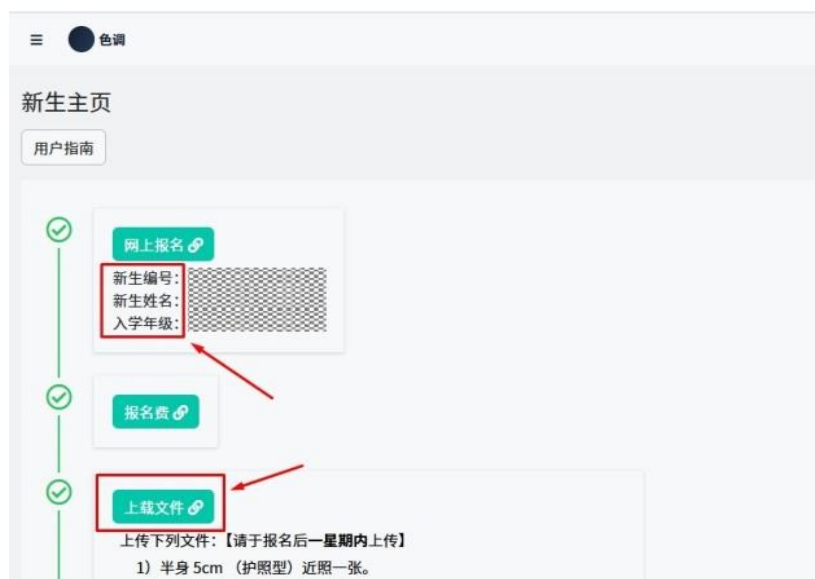 色调
新生主页
用户指南
网上报名
新生编号:
新生姓名:
入学年级:
报名费
上载文件
上传下列文件:【请于报名后一星期内上传】
1）半身 5cm （护照型）近照一张。